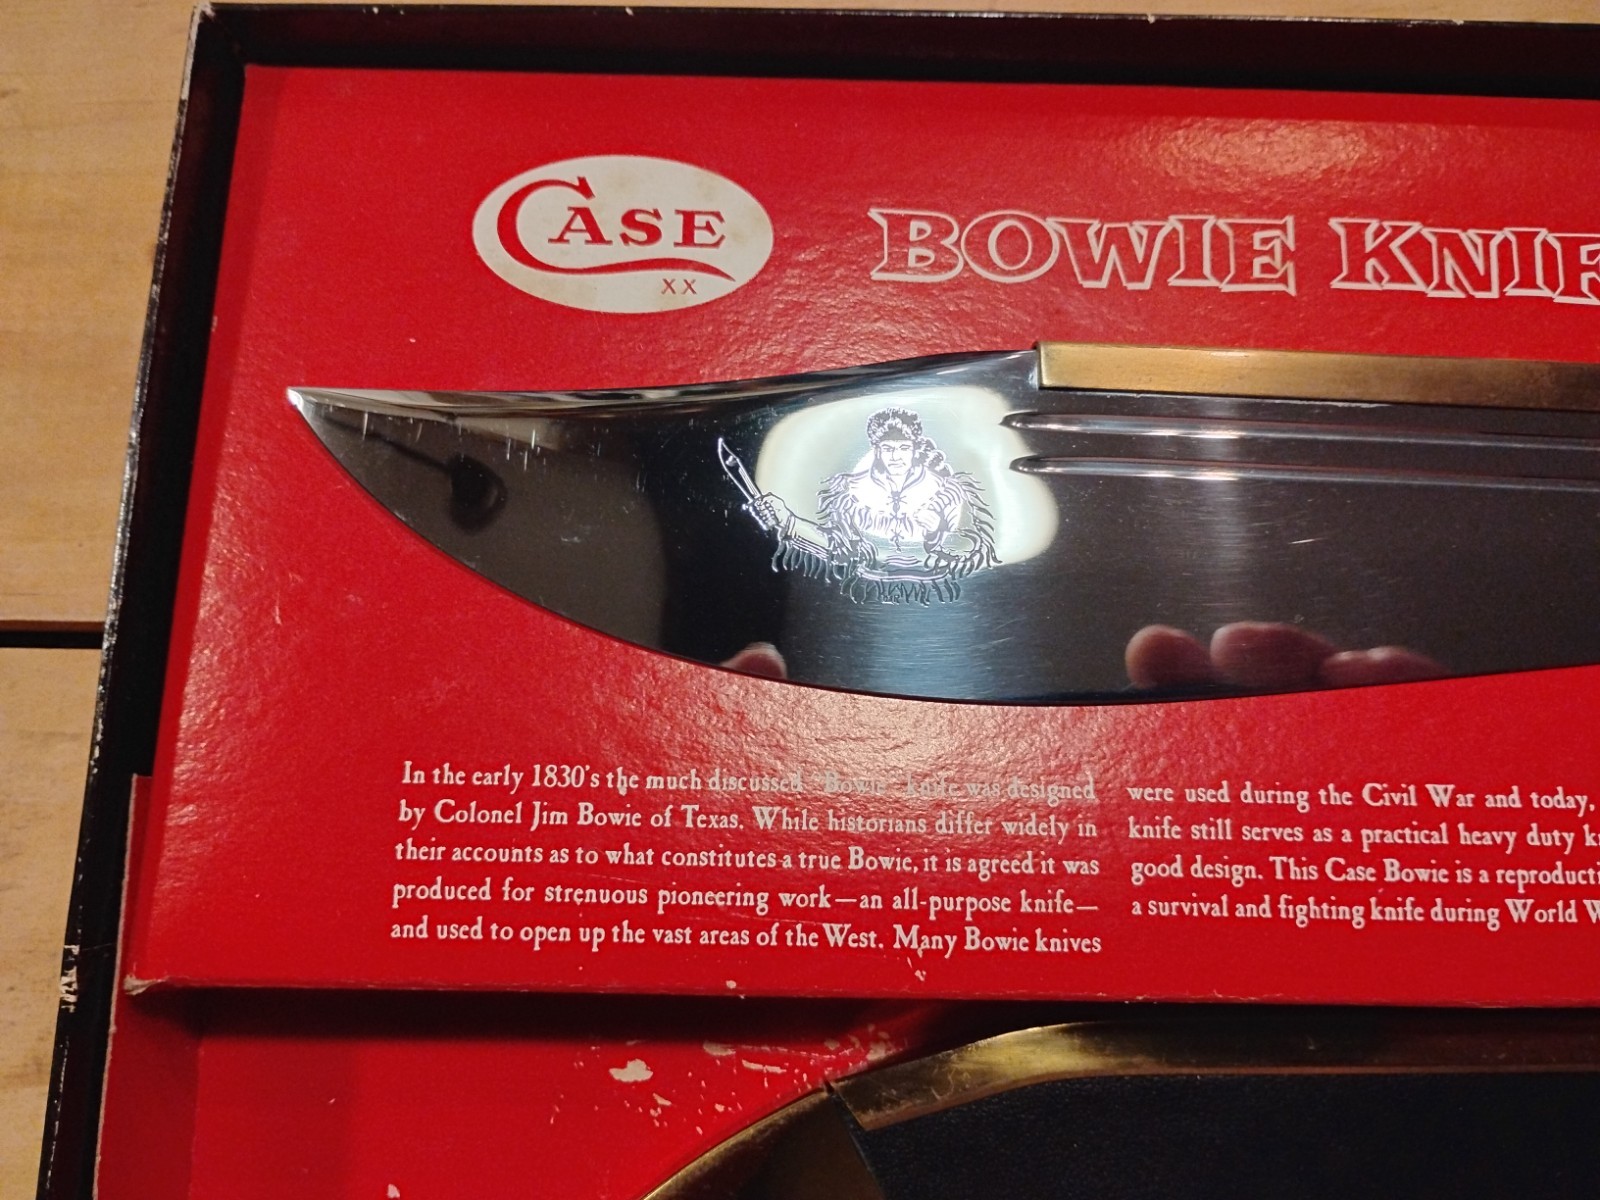 CASE
XX
BOWIE KNIF
In the early 1830's the much discussed "Bowie" knife was designed
by Colonel Jim Bowie of Texas. While historians differ widely in
their accounts as to what constitutes a true Bowie, it is agreed it was
produced for strenuous pioneering work—an all-purpose knife—
and used to open up the vast areas of the West. Many Bowie knives
were used during the Civil War and today,
knife still serves as a practical heavy duty k
good design. This Case Bowie is a reproducti
a survival and fighting knife during World W